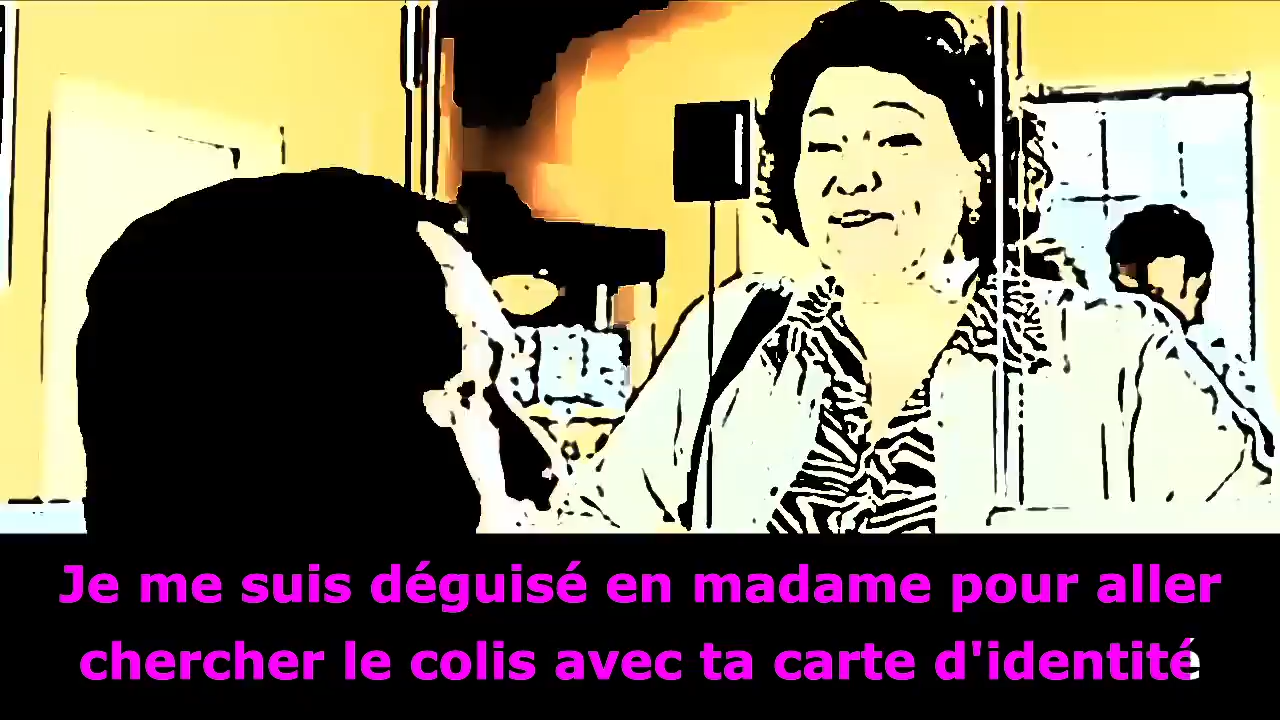 Je me suis déguisé en madame pour aller
chercher le colis avec ta carte d'identité